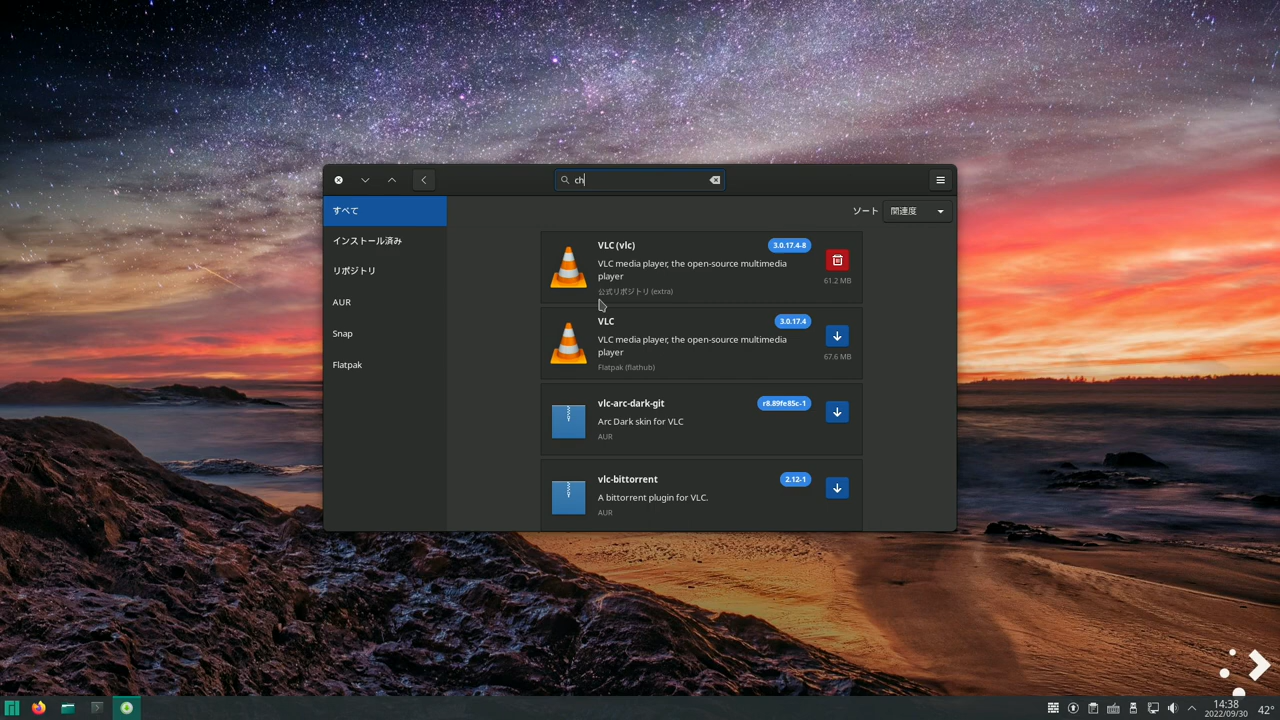 ch
すべて
インストール済み
リポジトリ
AUR
Snap
Flatpak
ソート 関連度
VLC (vlc) 3.0.17.4-8
VLC media player, the open-source multimedia
player
公式リポジトリ (extra)
61.2 MB
VLC 3.0.17.4
VLC media player, the open-source multimedia
player
Flatpak (flathub)
67.6 MB
vlc-arc-dark-git r8.89fe85c-1
Arc Dark skin for VLC
AUR
vlc-bittorrent 2.12-1
A bittorrent plugin for VLC.
AUR
14:38
2022/09/30
42°